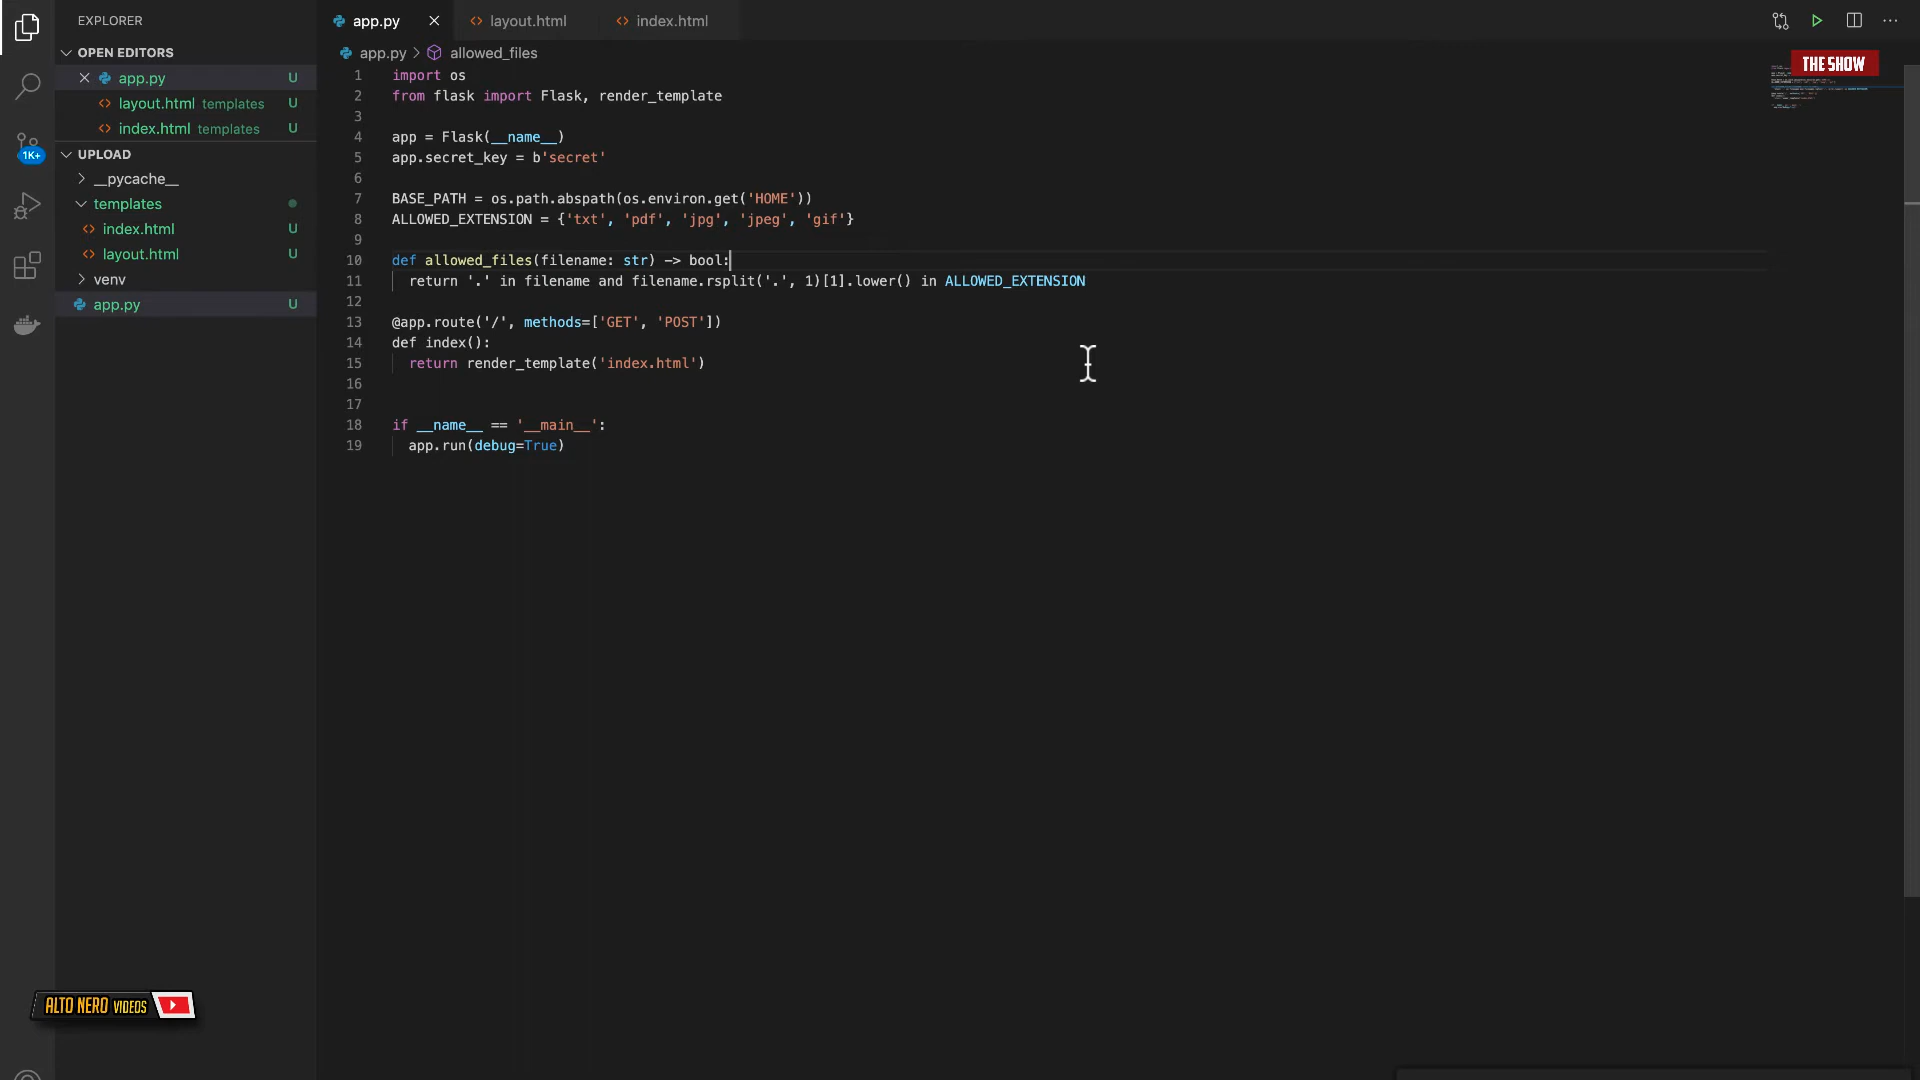 EXPLORER
OPEN EDITORS
app.py U
layout.html templates U
index.html templates U
UPLOAD
__pycache__
templates
index.html U
layout.html U
venv
app.py U
1K+
app.py
layout.html
index.html
app.py > allowed_files
1 import os
2 from flask import Flask, render_template
3
4 app = Flask(__name__)
5 app.secret_key = b'secret'
6
7 BASE_PATH = os.path.abspath(os.environ.get('HOME'))
8 ALLOWED_EXTENSION = {'txt', 'pdf', 'jpg', 'jpeg', 'gif'}
9
10 def allowed_files(filename: str) -> bool:
11 return '.' in filename and filename.rsplit('.', 1)[1].lower() in ALLOWED_EXTENSION
12
13 @app.route('/', methods=['GET', 'POST'])
14 def index():
15 return render_template('index.html')
16
17
18 if __name__ == '__main__':
19 app.run(debug=True)
THE SHOW
ALTO NERO VIDEOS